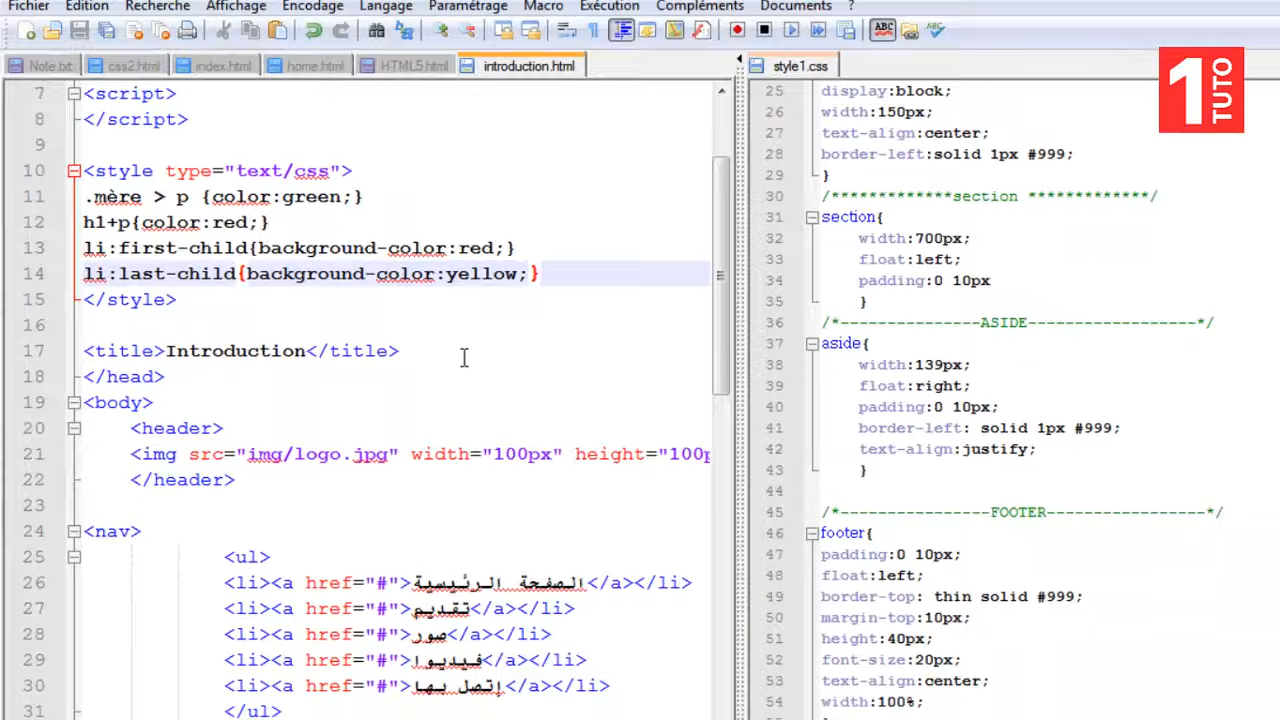 Fichier Edition Recherche Affichage Encodage Langage Paramétrage Macro Exécution Compléments Documents ?
Note.txt css2.html index.html home.html HTML5.html introduction.html
style1.css
1 TUTO
7 <script>
8 </script>
9
10 <style type="text/css">
11 .mère > p {color:green;}
12 h1+p{color:red;}
13 li:first-child{background-color:red;}
14 li:last-child{background-color:yellow;}
15 </style>
16
17 <title>Introduction</title>
18 </head>
19 <body>
20 <header>
21 <img src="img/logo.jpg" width="100px" height="100p
22 </header>
23
24 <nav>
25 <ul>
26 <li><a href="#">الصفحة الرئيسية</a></li>
27 <li><a href="#">تقديم</a></li>
28 <li><a href="#">صور</a></li>
29 <li><a href="#">فيديوا</a></li>
30 <li><a href="#">إتصل بها</a></li>
31 </ul>
25 display:block;
26 width:150px;
27 text-align:center;
28 border-left:solid 1px #999;
29 }
30 /*************section *************/
31 section{
32 width:700px;
33 float:left;
34 padding:0 10px
35 }
36 /*---------------ASIDE------------------*/
37 aside{
38 width:139px;
39 float:right;
40 padding:0 10px;
41 border-left: solid 1px #999;
42 text-align:justify;
43 }
44
45 /*----------------FOOTER-----------------*/
46 footer{
47 padding:0 10px;
48 float:left;
49 border-top: thin solid #999;
50 margin-top:10px;
51 height:40px;
52 font-size:20px;
53 text-align:center;
54 width:100%;